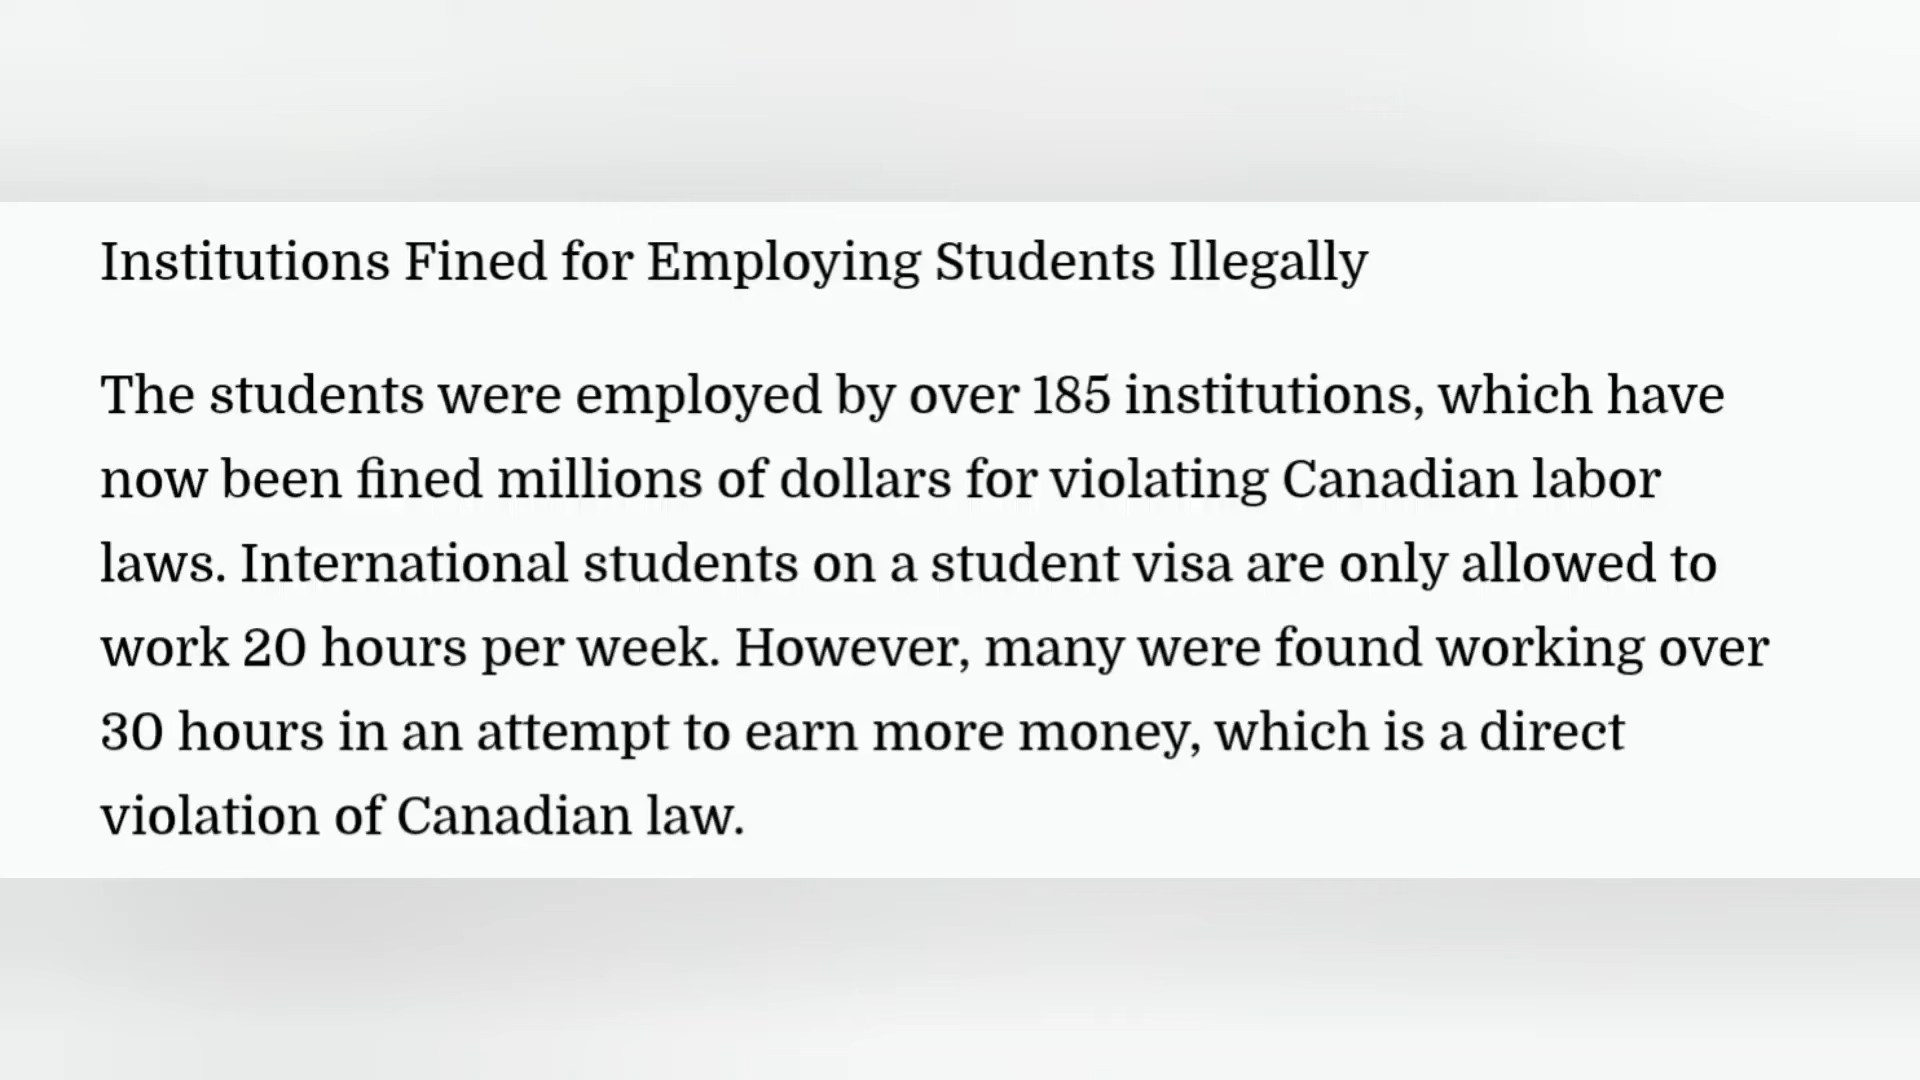 Institutions Fined for Employing Students Illegally
The students were employed by over 185 institutions, which have
now been fined millions of dollars for violating Canadian labor
laws. International students on a student visa are only allowed to
work 20 hours per week. However, many were found working over
30 hours in an attempt to earn more money, which is a direct
violation of Canadian law.